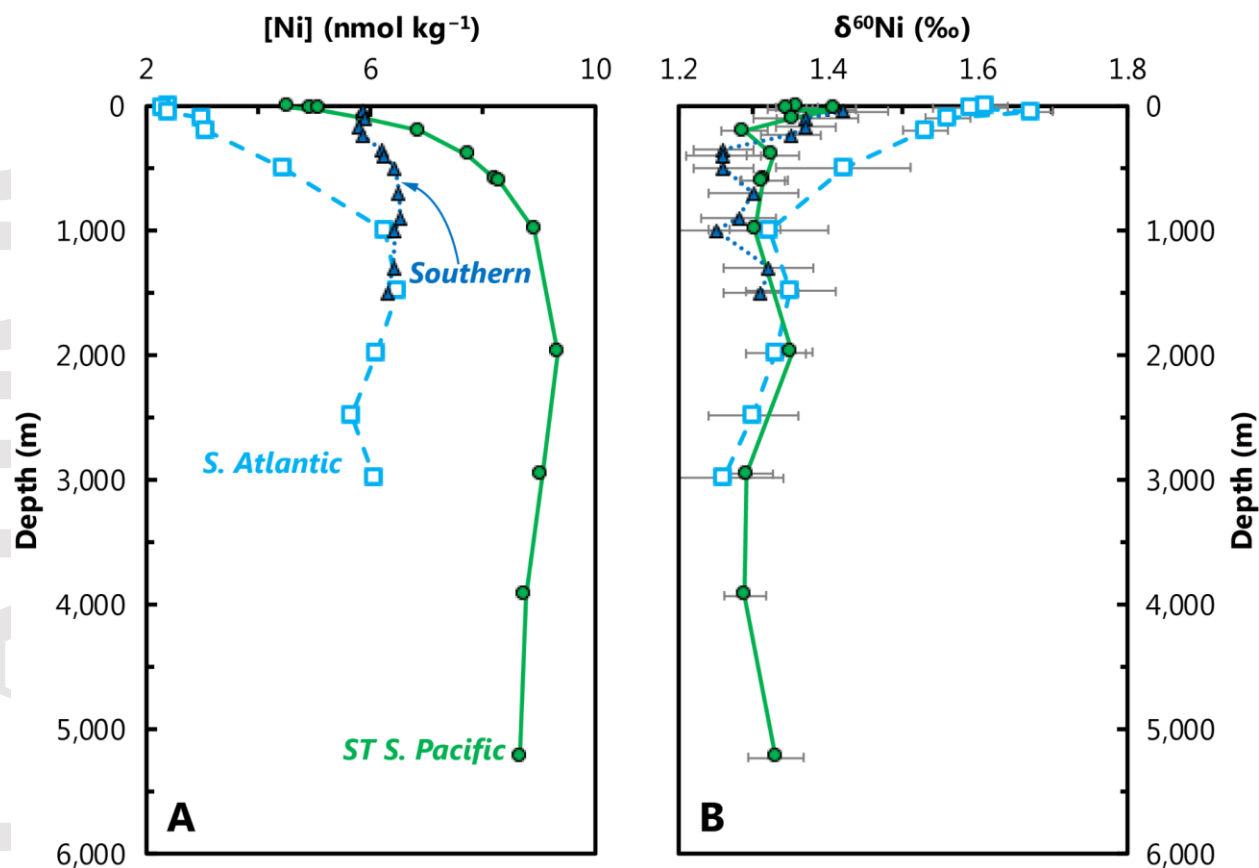 [Ni] (nmol kg⁻¹)
δ⁶⁰Ni (‰)
2 6 10
1.2 1.4 1.6 1.8
0
1,000
2,000
3,000
4,000
5,000
6,000
Depth (m)
Southern
S. Atlantic
ST S. Pacific
A
B
0
1,000
2,000
3,000
4,000
5,000
6,000
Depth (m)